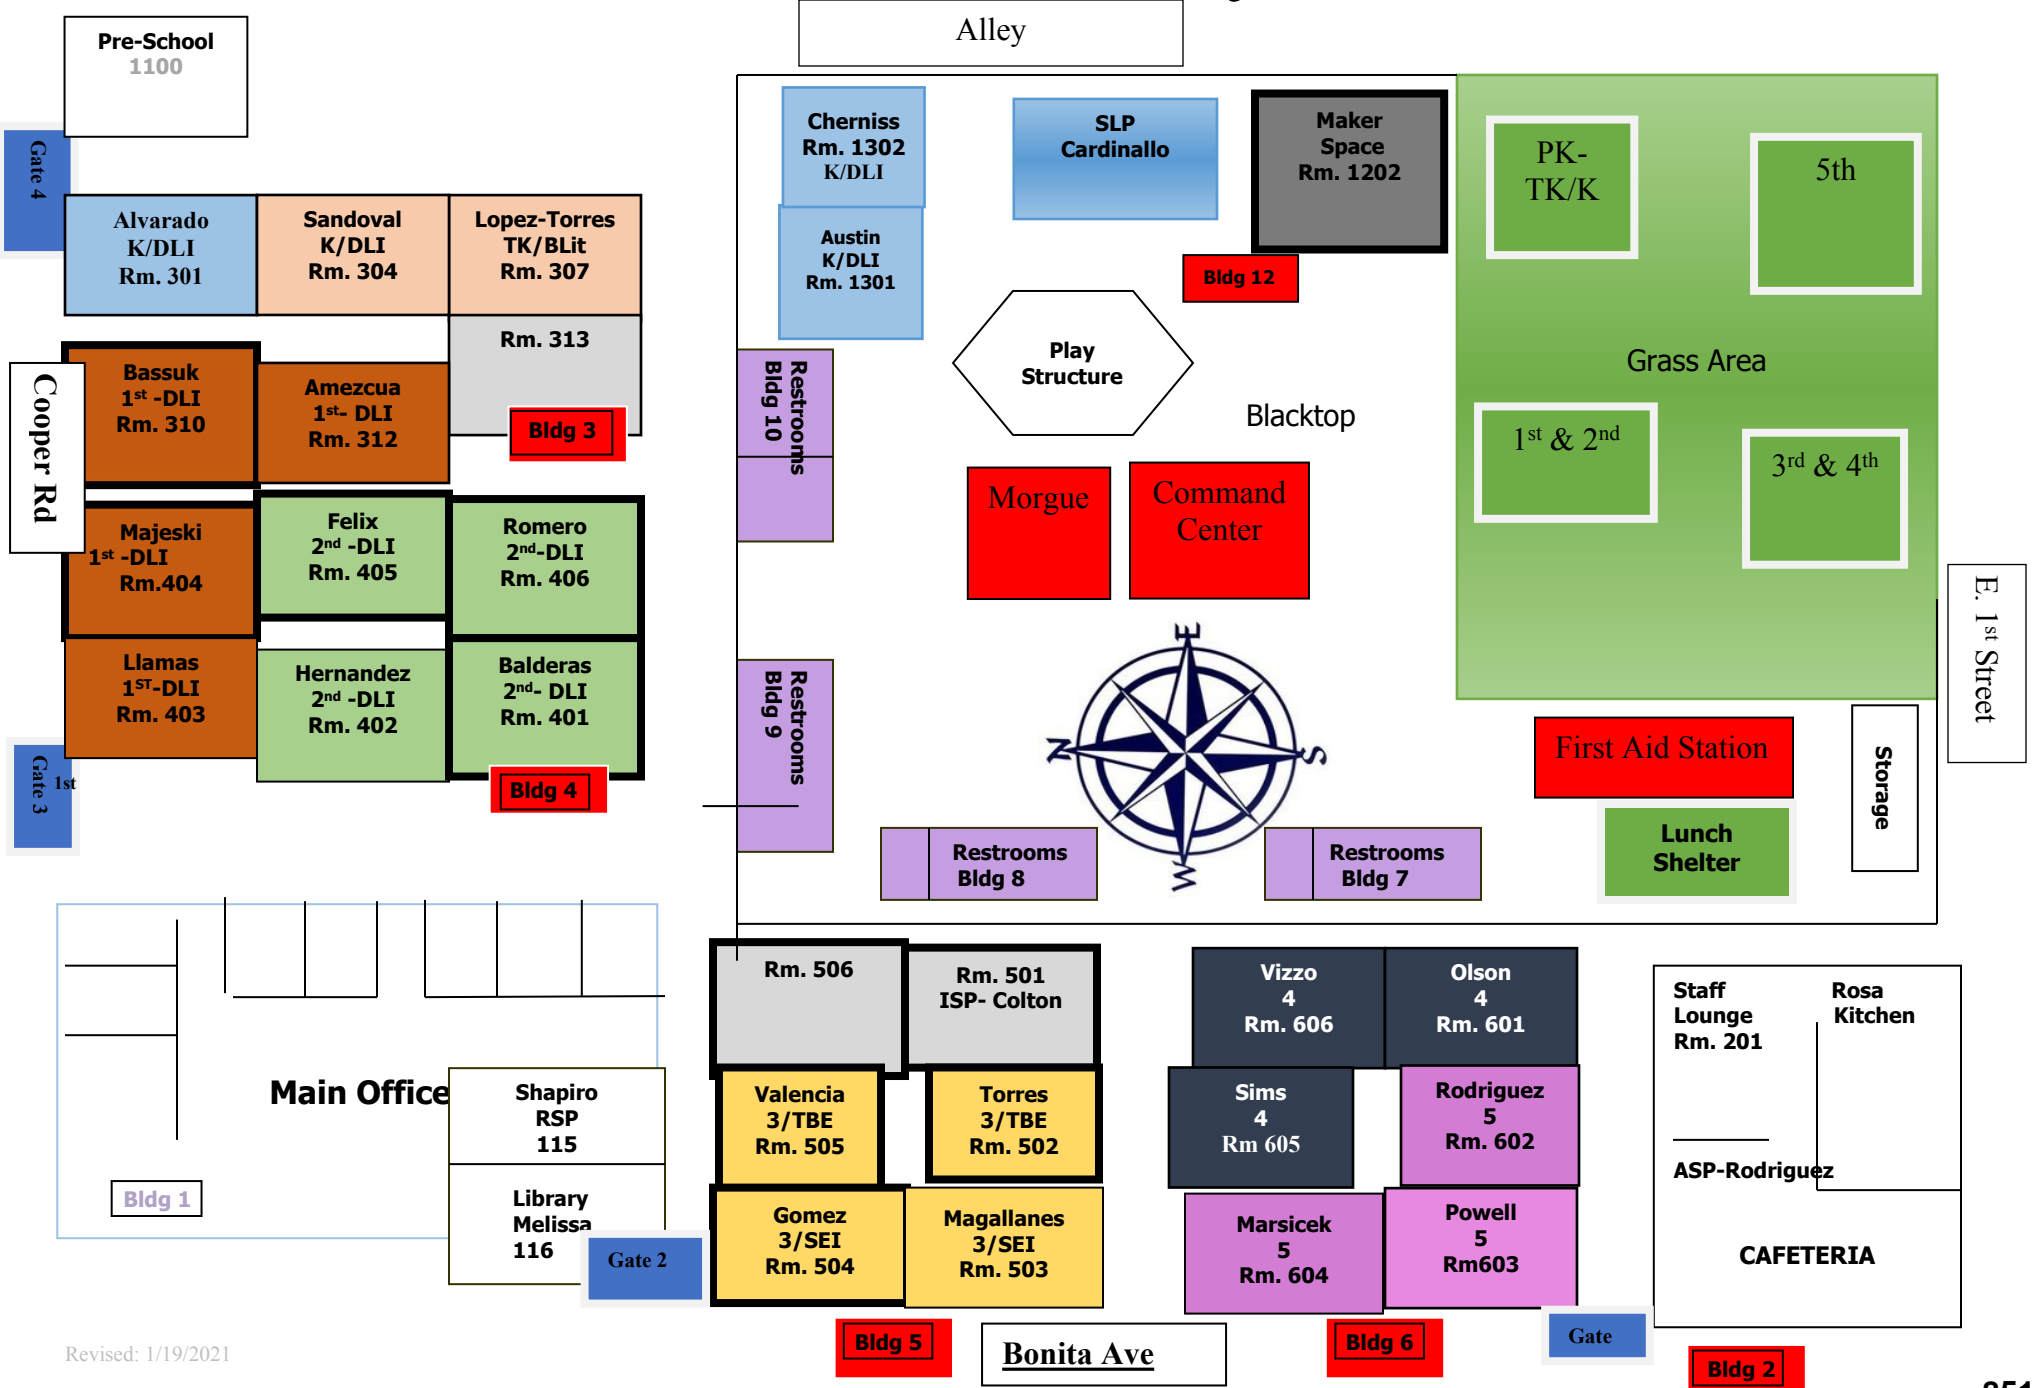 Alley
Pre-School
1100
Gate 4
Alvarado
K/DLI
Rm. 301
Sandoval
K/DLI
Rm. 304
Lopez-Torres
TK/BLit
Rm. 307
Rm. 313
Bassuk
1st -DLI
Rm. 310
Amezcua
1st- DLI
Rm. 312
Bldg 3
Cooper Rd
Majeski
1st -DLI
Rm.404
Felix
2nd -DLI
Rm. 405
Romero
2nd-DLI
Rm. 406
Llamas
1ST-DLI
Rm. 403
Hernandez
2nd -DLI
Rm. 402
Balderas
2nd- DLI
Rm. 401
Bldg 4
Gate 3
1st
Cherniss
Rm. 1302
K/DLI
Austin
K/DLI
Rm. 1301
SLP
Cardinallo
Maker
Space
Rm. 1202
Bldg 12
Play
Structure
Blacktop
Restrooms
Bldg 10
Morgue
Command
Center
Restrooms
Bldg 9
E
N
S
W
Restrooms
Bldg 8
Restrooms
Bldg 7
PK-
TK/K
5th
Grass Area
1st & 2nd
3rd & 4th
E. 1st Street
First Aid Station
Lunch
Shelter
Storage
Main Office
Bldg 1
Shapiro
RSP
115
Library
Melissa
116
Gate 2
Rm. 506
Rm. 501
ISP- Colton
Valencia
3/TBE
Rm. 505
Torres
3/TBE
Rm. 502
Gomez
3/SEI
Rm. 504
Magallanes
3/SEI
Rm. 503
Bldg 5
Bonita Ave
Vizzo
4
Rm. 606
Olson
4
Rm. 601
Sims
4
Rm 605
Rodriguez
5
Rm. 602
Marsicek
5
Rm. 604
Powell
5
Rm603
Bldg 6
Gate
Staff
Lounge
Rm. 201
Rosa
Kitchen
ASP-Rodriguez
CAFETERIA
Bldg 2
Revised: 1/19/2021